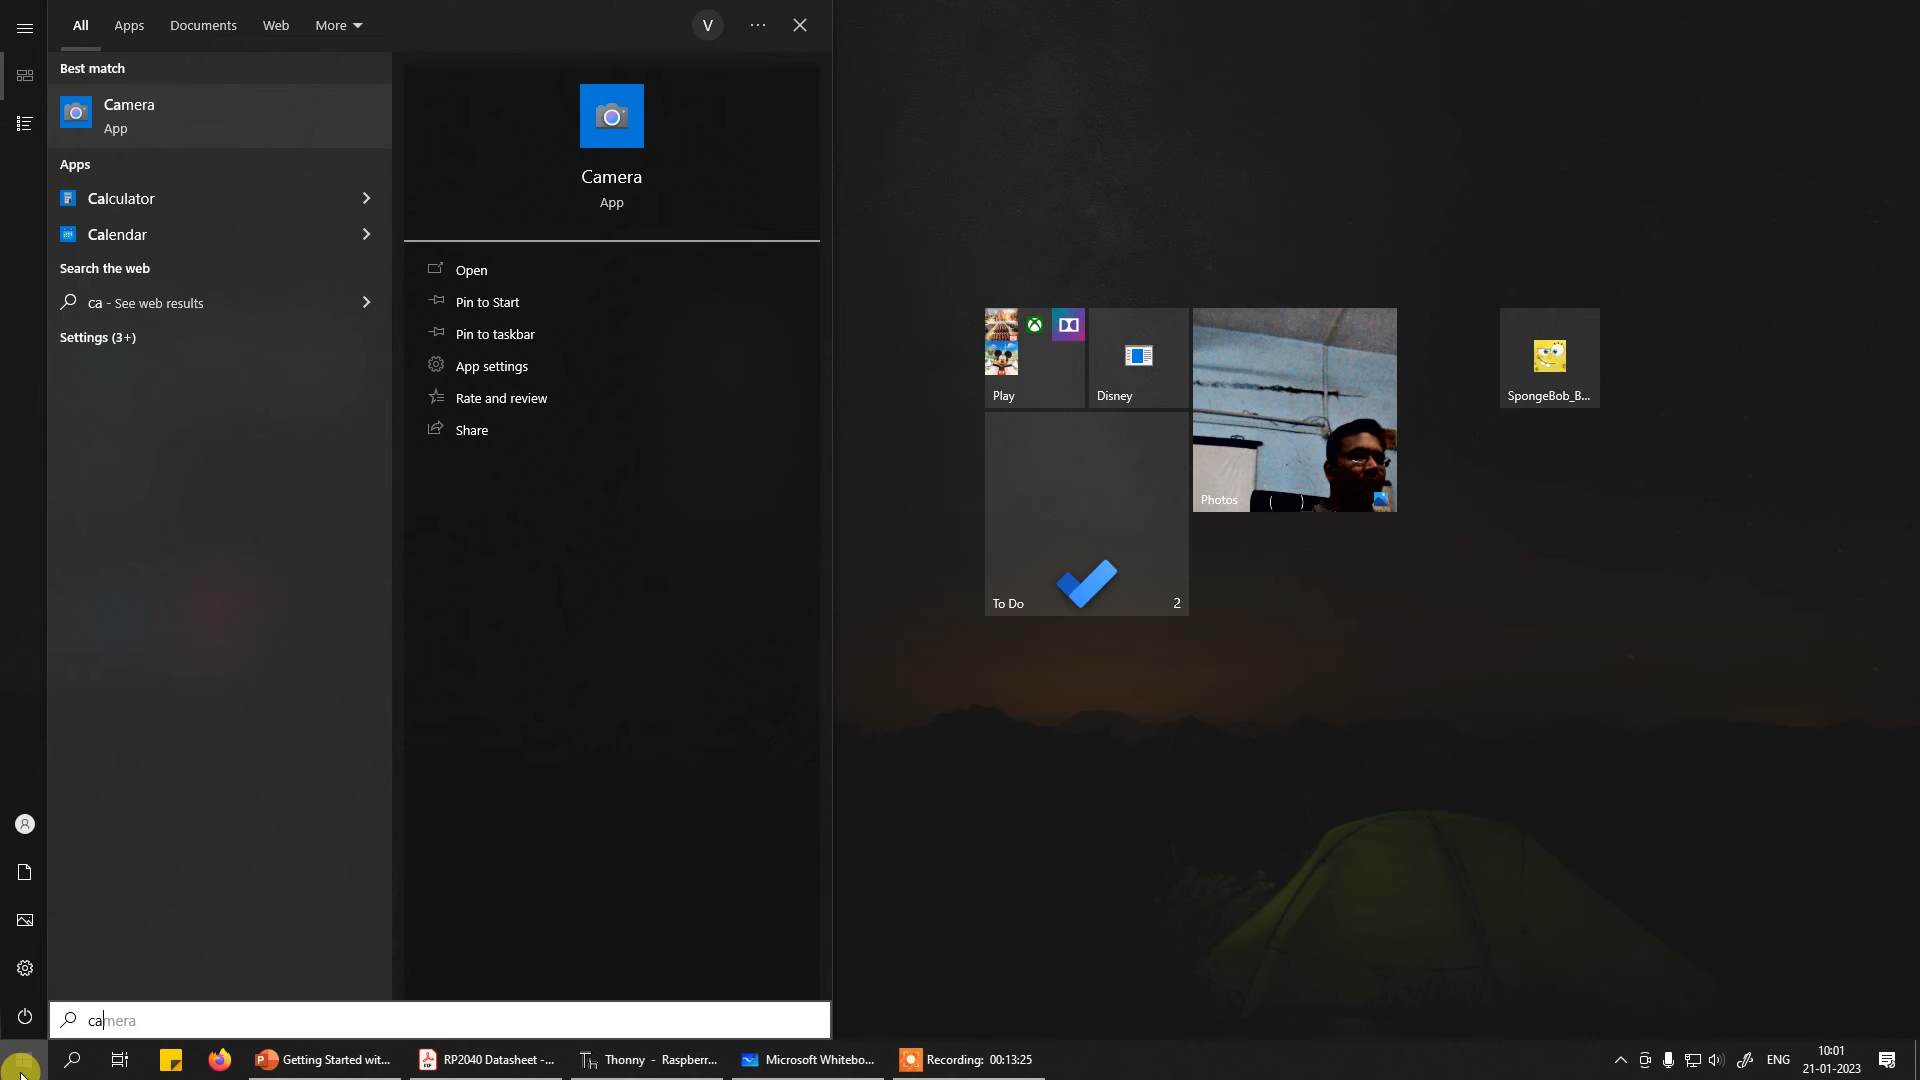 All Apps Documents Web More V
Best match
Camera
App
Apps
Calculator
Calendar
Search the web
ca - See web results
Settings (3+)
Camera
App
Open
Pin to Start
Pin to taskbar
App settings
Rate and review
Share
Play
Disney
Photos
SpongeBob_B...
To Do 2
camera
Getting Started wit...
RP2040 Datasheet -...
Thonny - Raspberr...
Microsoft Whitebo...
Recording: 00:13:25
ENG
10:01
21-01-2023